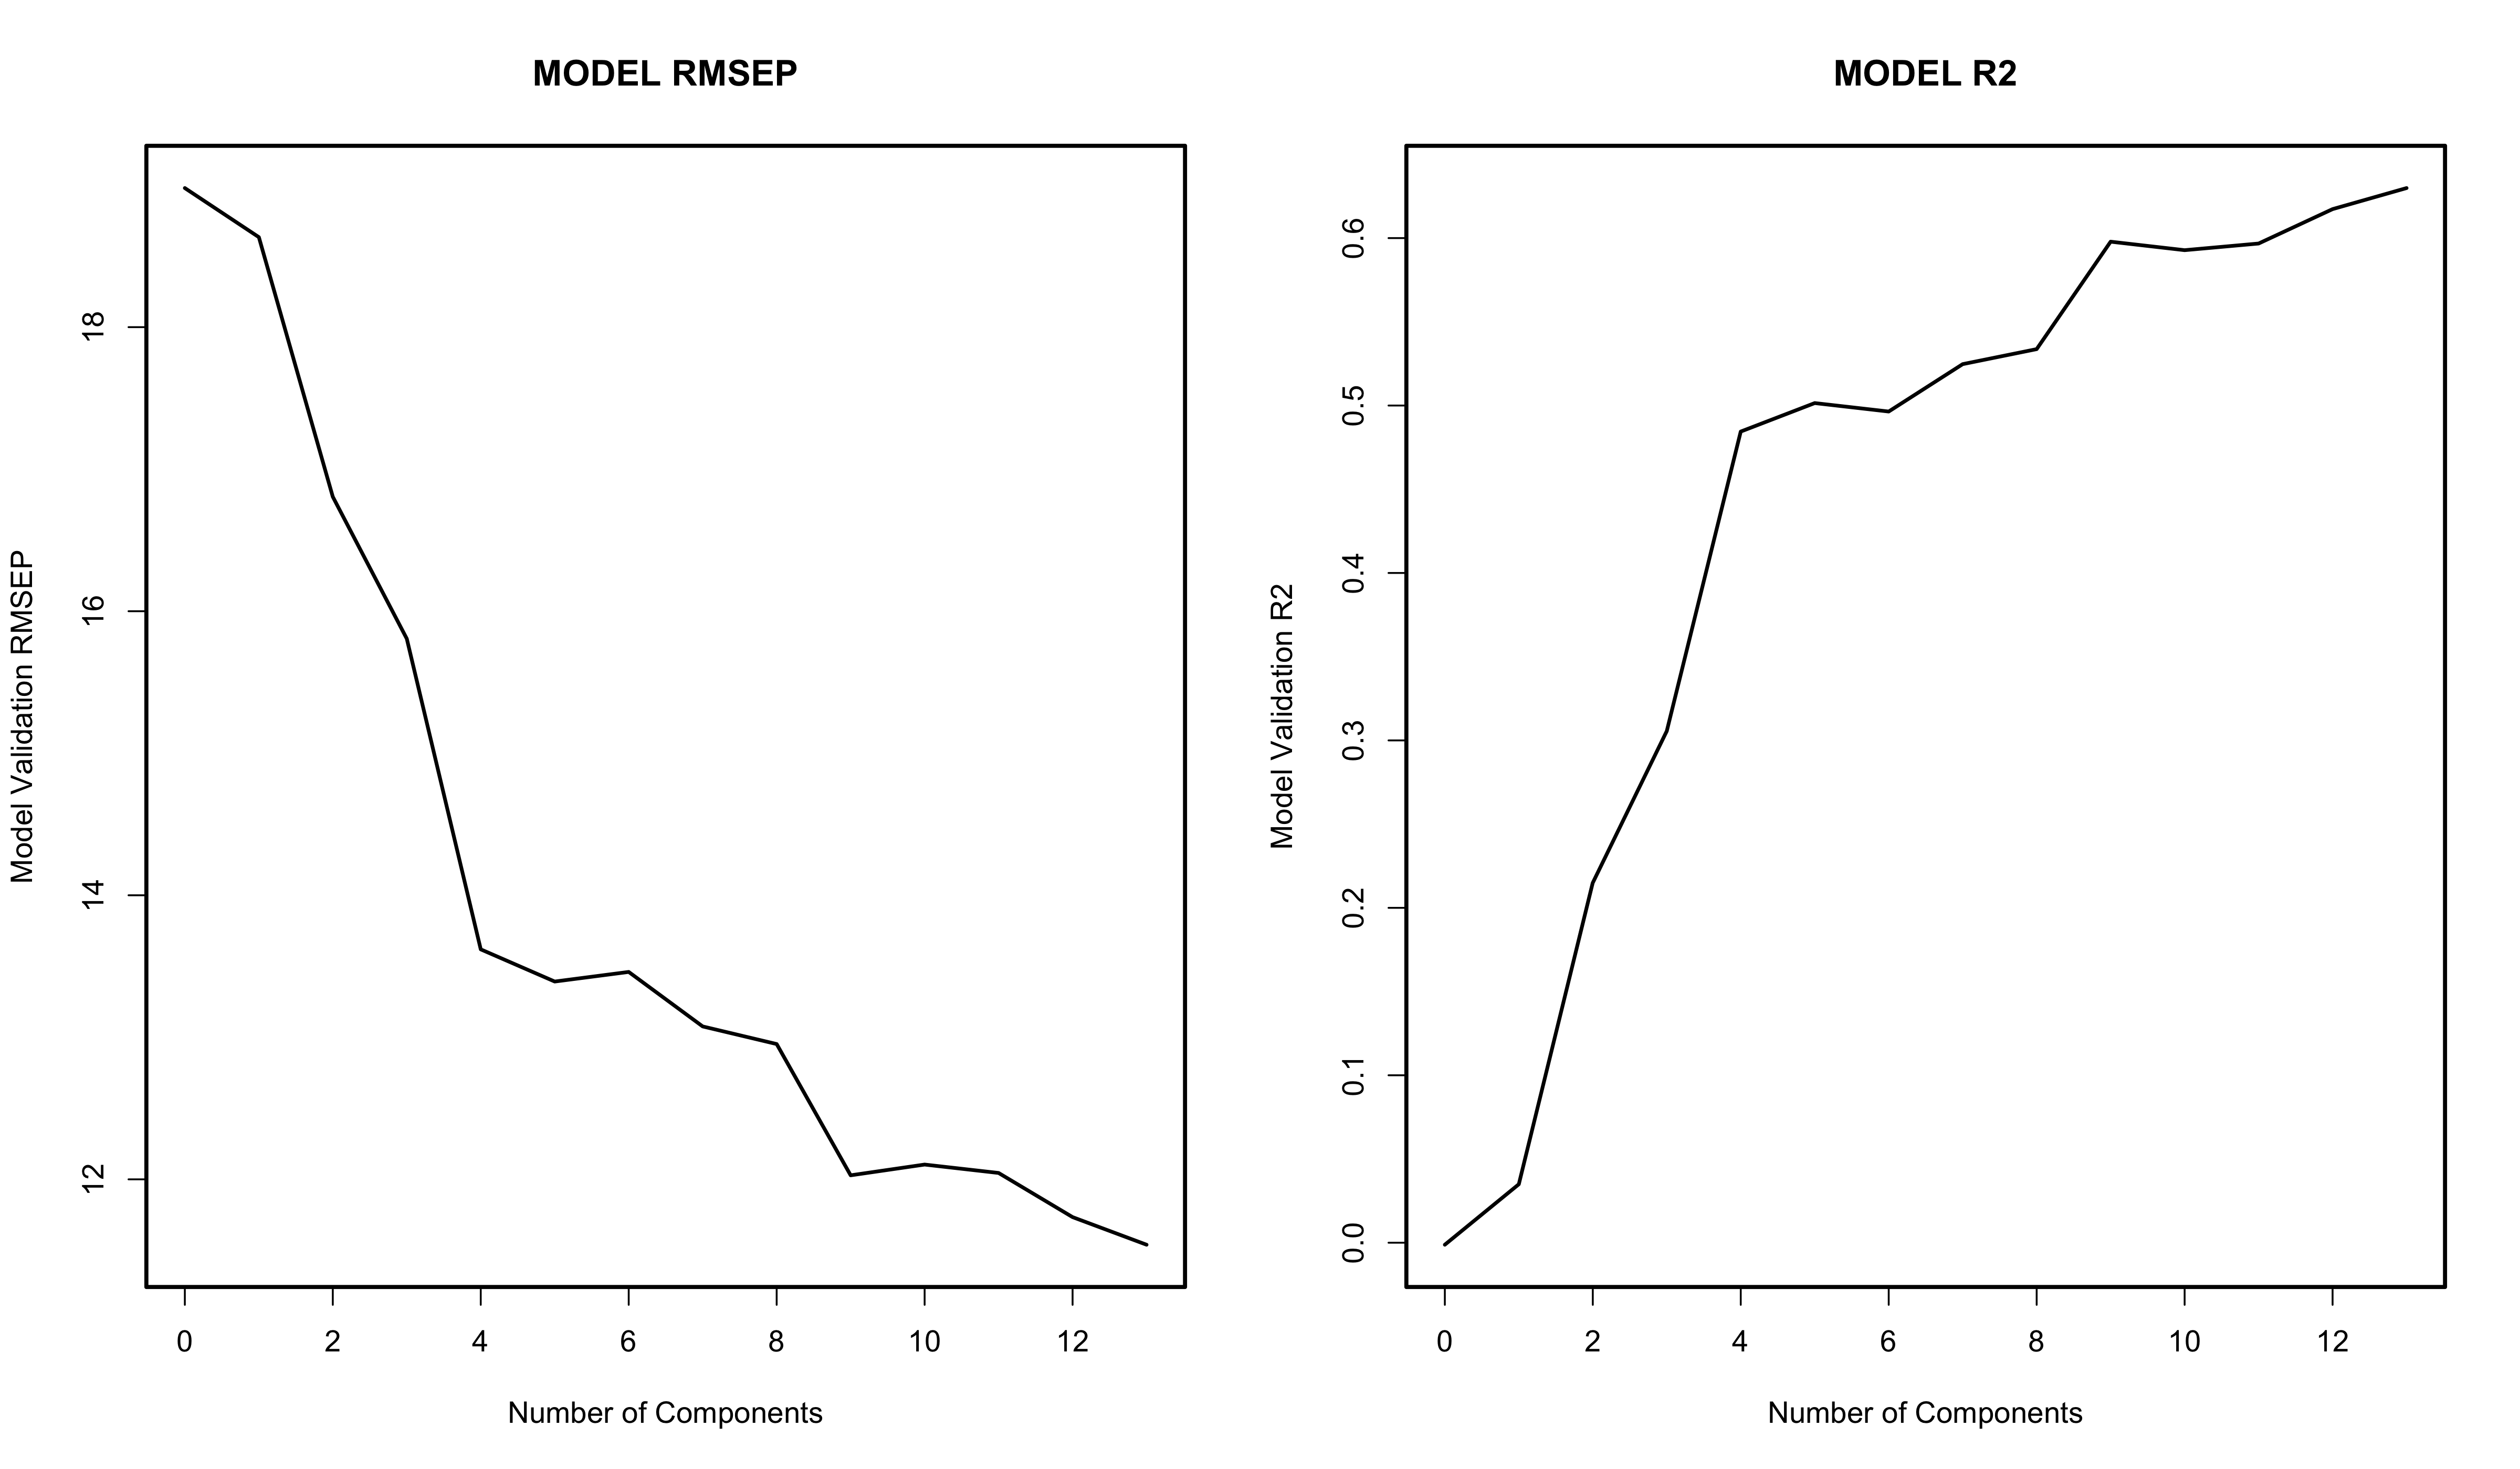 MODEL RMSEP
Model Validation RMSEP
18
16
14
12
0 2 4 6 8 10 12
Number of Components
MODEL R2
Model Validation R2
0.6
0.5
0.4
0.3
0.2
0.1
0.0
0 2 4 6 8 10 12
Number of Components